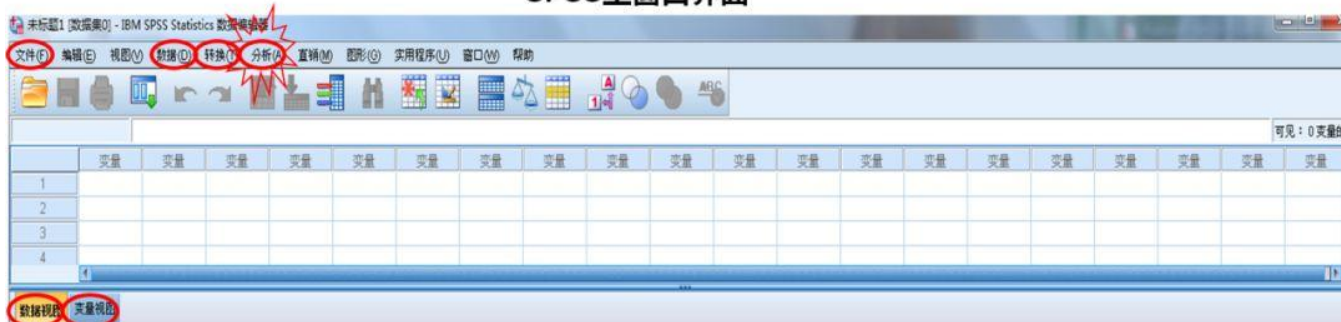 SPSS主窗口界面
未标题1 [数据集0] - IBM SPSS Statistics 数据编辑器
文件(F) 编辑(E) 视图(V) 数据(D) 转换(T) 分析(A) 直销(M) 图形(G) 实用程序(U) 窗口(W) 帮助
A
1
ABC
可见：0变量的
变量 变量 变量 变量 变量 变量 变量 变量 变量 变量 变量 变量 变量 变量 变量 变量 变量 变量
1
2
3
4
数据视图 变量视图